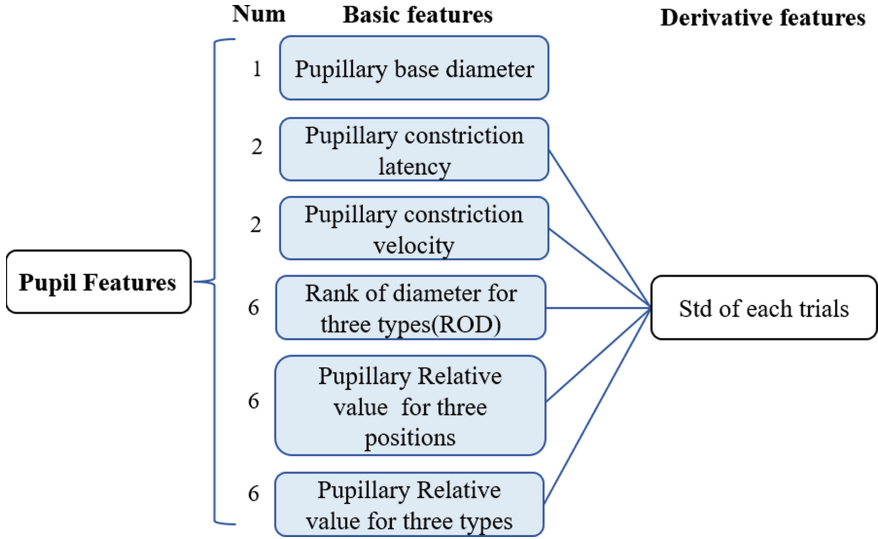 Num Basic features Derivative features
1 Pupillary base diameter
2 Pupillary constriction
latency
2 Pupillary constriction
velocity
Pupil Features
6 Rank of diameter for
three types(ROD)
Std of each trials
6 Pupillary Relative
value for three
positions
6 Pupillary Relative
value for three types